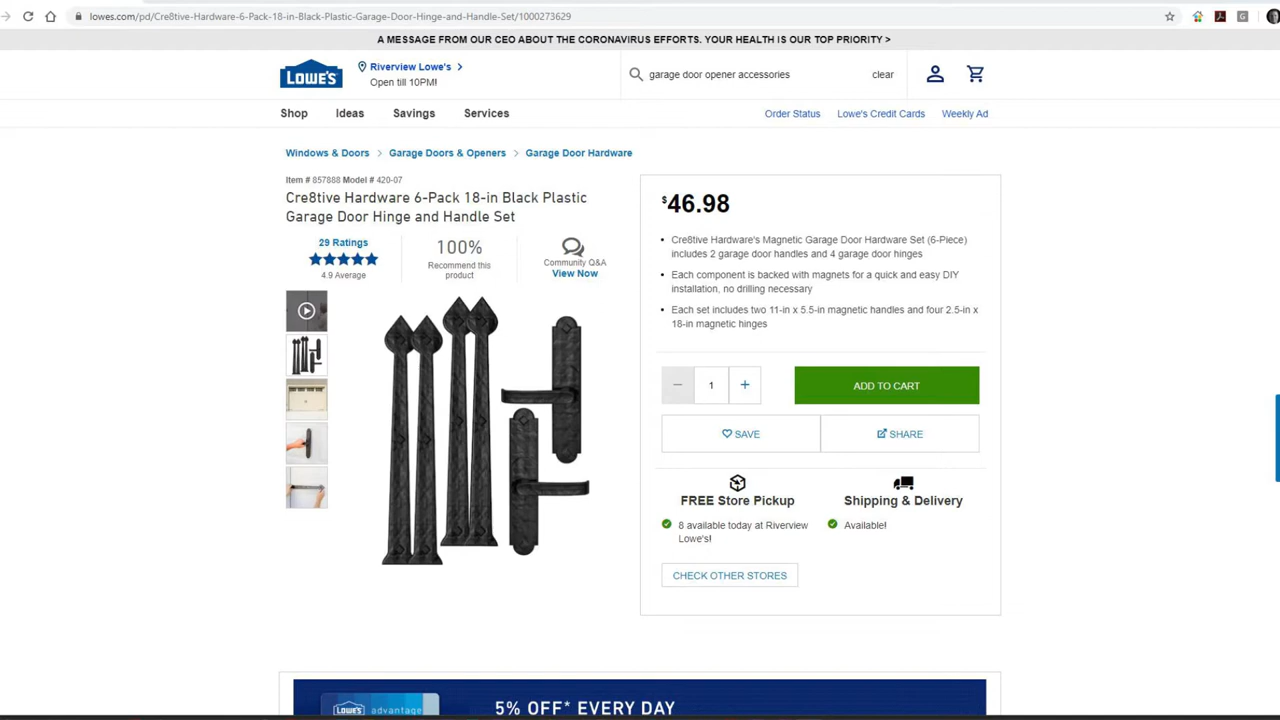 lowes.com/pd/Cre8tive-Hardware-6-Pack-18-in-Black-Plastic-Garage-Door-Hinge-and-Handle-Set/1000273629
A MESSAGE FROM OUR CEO ABOUT THE CORONAVIRUS EFFORTS. YOUR HEALTH IS OUR TOP PRIORITY >
LOWE'S
Riverview Lowe's >
Open till 10PM!
garage door opener accessories
clear
Shop Ideas Savings Services
Order Status Lowe's Credit Cards Weekly Ad
Windows & Doors > Garage Doors & Openers > Garage Door Hardware
Item # 857888 Model # 420-07
Cre8tive Hardware 6-Pack 18-in Black Plastic
Garage Door Hinge and Handle Set
29 Ratings
4.9 Average
100%
Recommend this
product
Community Q&A
View Now
$46.98
• Cre8tive Hardware's Magnetic Garage Door Hardware Set (6-Piece)
includes 2 garage door handles and 4 garage door hinges
• Each component is backed with magnets for a quick and easy DIY
installation, no drilling necessary
• Each set includes two 11-in x 5.5-in magnetic handles and four 2.5-in x
18-in magnetic hinges
− 1 +
ADD TO CART
SAVE
SHARE
FREE Store Pickup
8 available today at Riverview
Lowe's!
Shipping & Delivery
Available!
CHECK OTHER STORES
LOWE'S advantage
5% OFF* EVERY DAY